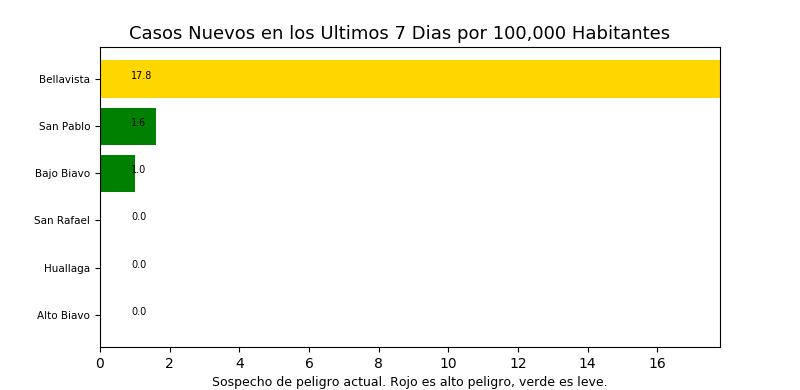 Casos Nuevos en los Ultimos 7 Dias por 100,000 Habitantes
Bellavista 17.8
San Pablo 1.6
Bajo Biavo 1.0
San Rafael 0.0
Huallaga 0.0
Alto Biavo 0.0
0 2 4 6 8 10 12 14 16
Sospecho de peligro actual. Rojo es alto peligro, verde es leve.